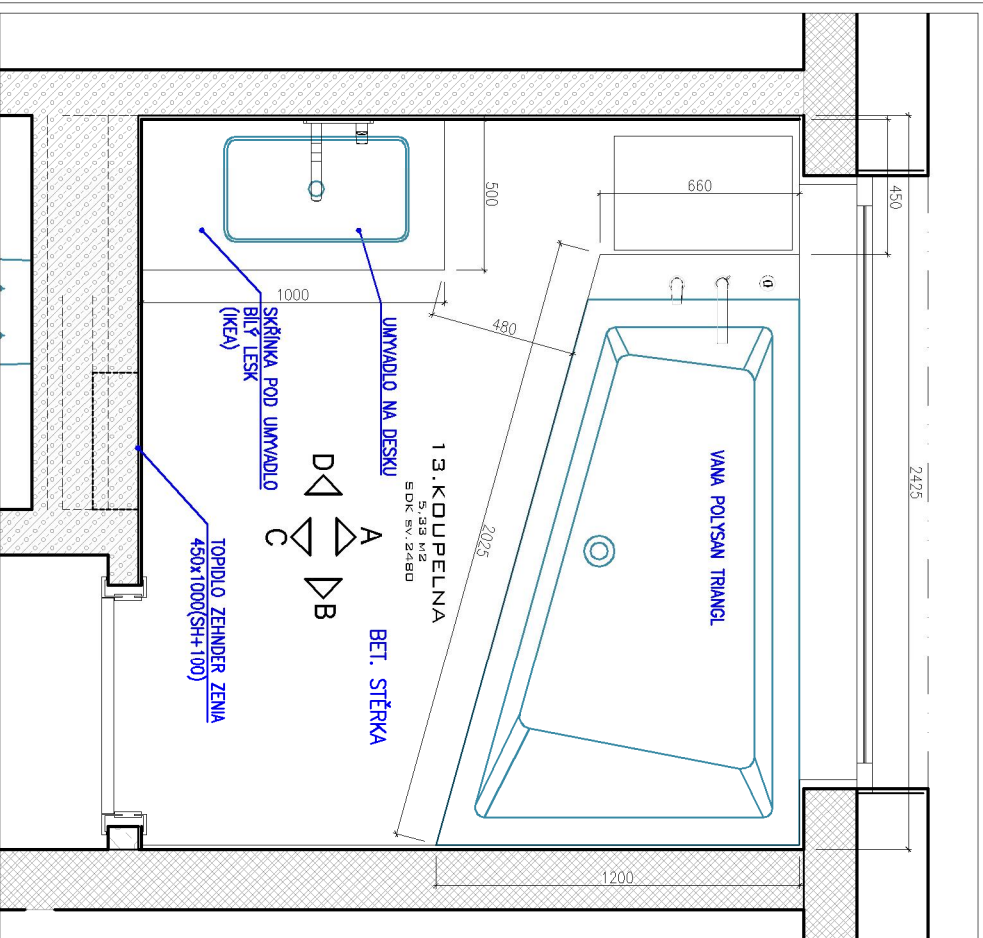 2425
450
660
500
1000
480
2025
1200
VANA POLYSAN TRIANGL
UMYVADLO NA DESKU
SKŘÍNKA POD UMYVADLO
BÍLÝ LESK
(IKEA)
13.KOUPELNA
5,33 M2
SDK SV.2480
A
B
C
D
BET. STĚRKA
TOPIDLO ZEHNDER ZENIA
450x1000(SH+100)